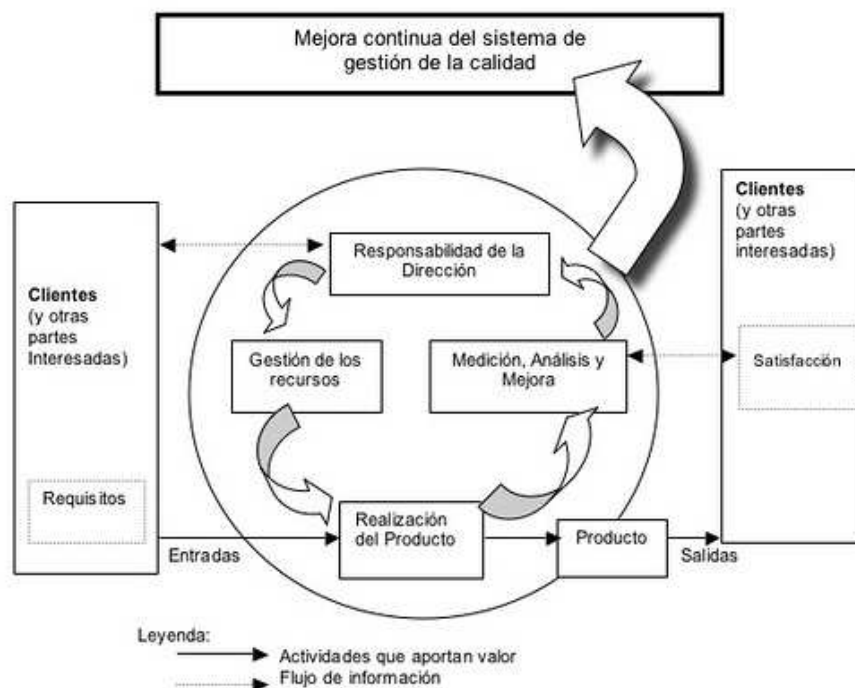 Mejora continua del sistema de
gestión de la calidad
Clientes
(y otras
partes
Interesadas)
Requisitos
Responsabilidad de la
Dirección
Gestión de los
recursos
Medición, Análisis y
Mejora
Realización
del Producto
Producto
Entradas
Salidas
Clientes
(y otras
partes
interesadas)
Satisfacción
Leyenda:
Actividades que aportan valor
Flujo de información